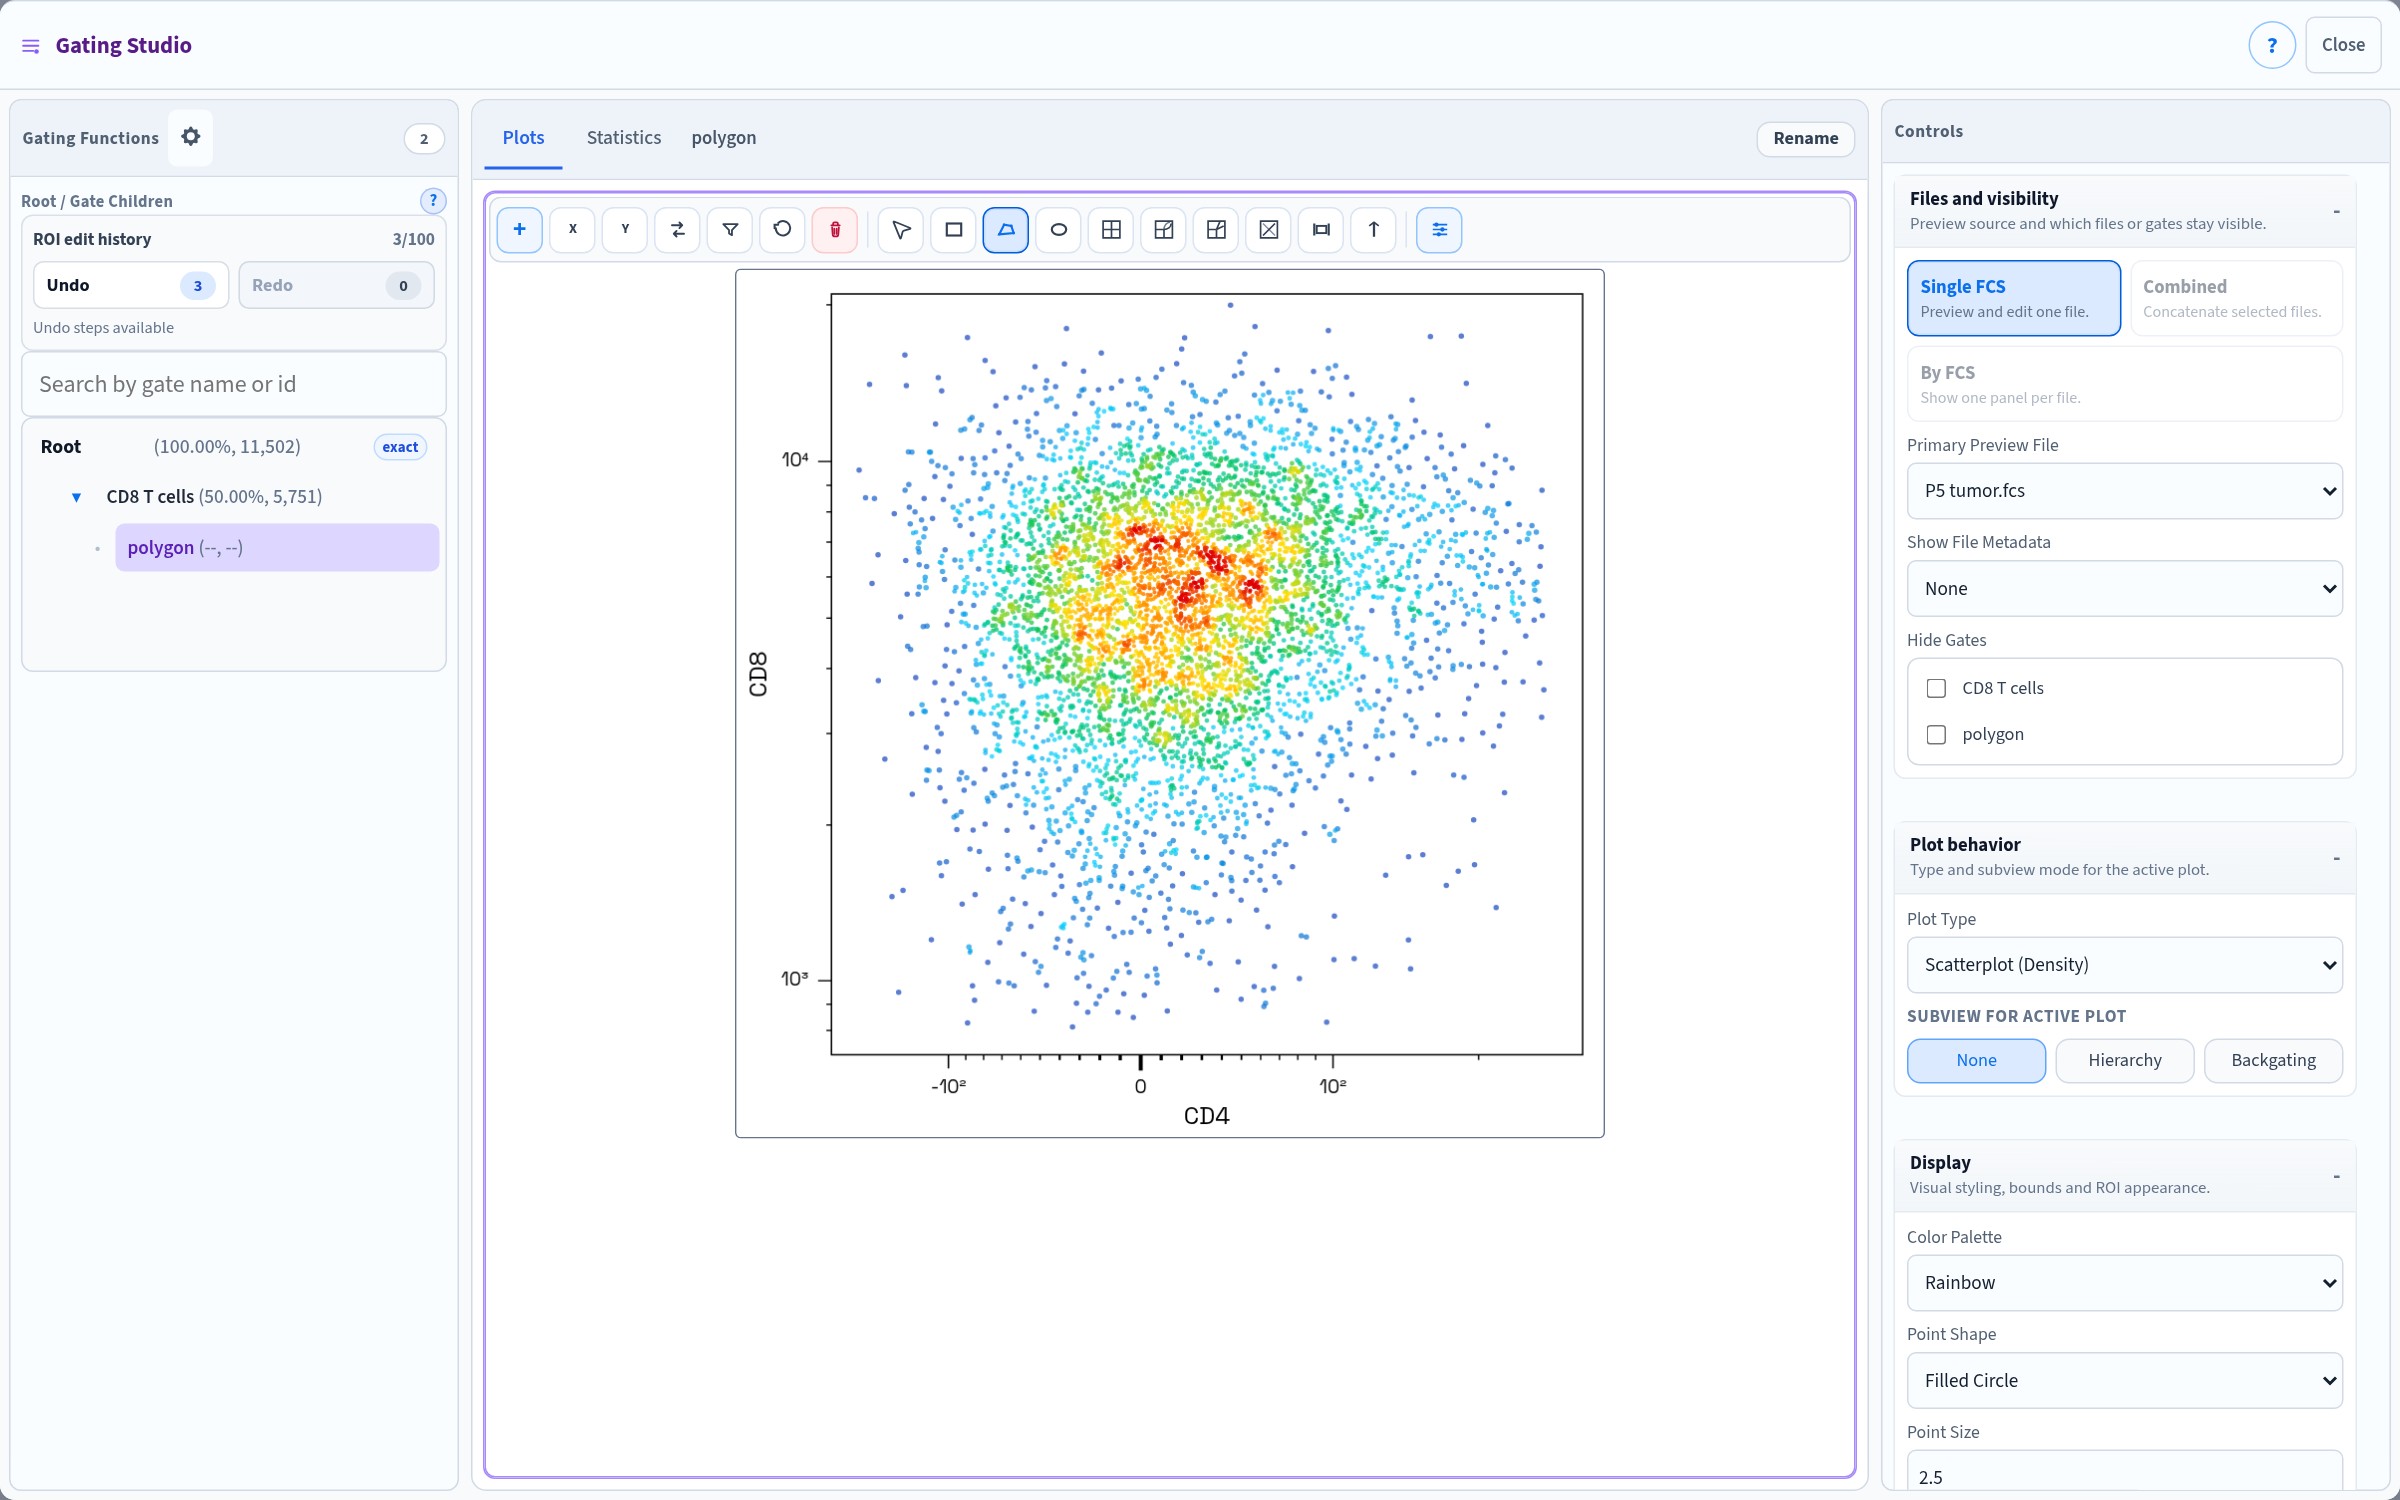 Gating Studio
?
Close
Gating Functions
2
Root / Gate Children
?
ROI edit history
3/100
Undo
3
Redo
0
Undo steps available
Search by gate name or id
Root
(100.00%, 11,502)
exact
CD8 T cells (50.00%, 5,751)
polygon (--, --)
Plots
Statistics
polygon
Rename
+
X
Y
10⁴
CD8
10³
-10²
0
10²
CD4
Controls
Files and visibility
Preview source and which files or gates stay visible.
-
Single FCS
Preview and edit one file.
Combined
Concatenate selected files.
By FCS
Show one panel per file.
Primary Preview File
P5 tumor.fcs
Show File Metadata
None
Hide Gates
CD8 T cells
polygon
Plot behavior
Type and subview mode for the active plot.
-
Plot Type
Scatterplot (Density)
SUBVIEW FOR ACTIVE PLOT
None
Hierarchy
Backgating
Display
Visual styling, bounds and ROI appearance.
-
Color Palette
Rainbow
Point Shape
Filled Circle
Point Size
2.5